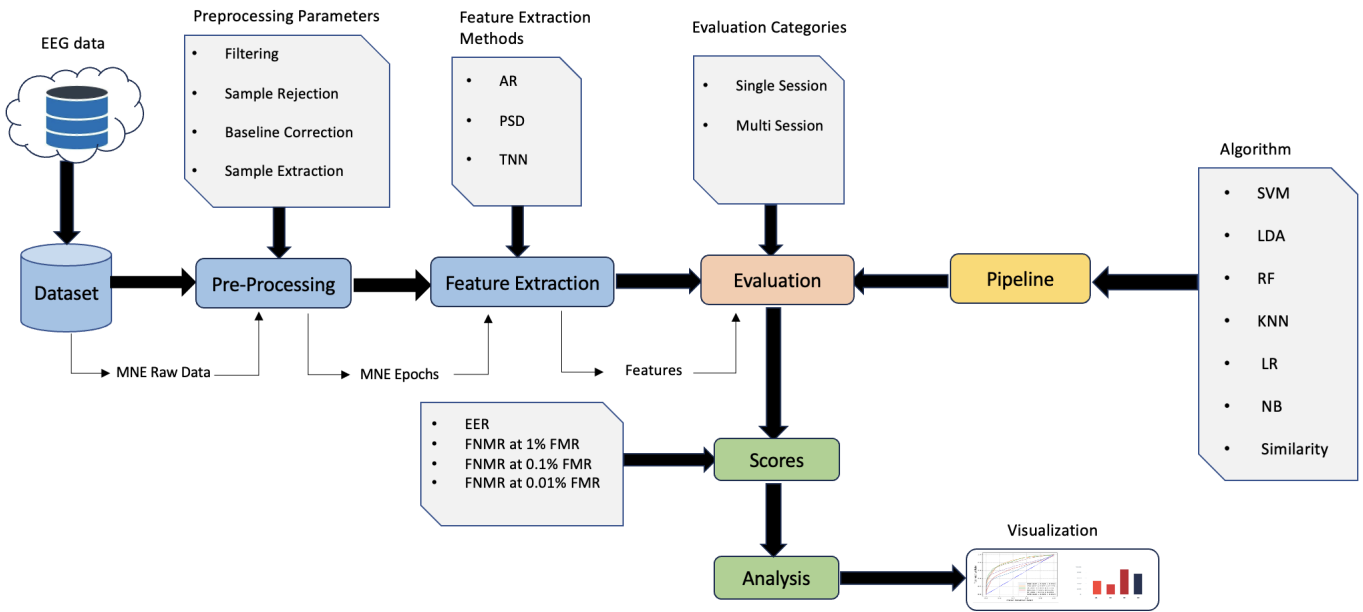 Preprocessing Parameters
Feature Extraction
Methods
Evaluation Categories
EEG data
• Filtering
• Sample Rejection
• Baseline Correction
• Sample Extraction
• AR
• PSD
• TNN
• Single Session
• Multi Session
Algorithm
• SVM
• LDA
• RF
• KNN
• LR
• NB
• Similarity
Dataset
Pre-Processing
Feature Extraction
Evaluation
Pipeline
MNE Raw Data
MNE Epochs
Features
• EER
• FNMR at 1% FMR
• FNMR at 0.1% FMR
• FNMR at 0.01% FMR
Scores
Analysis
Visualization